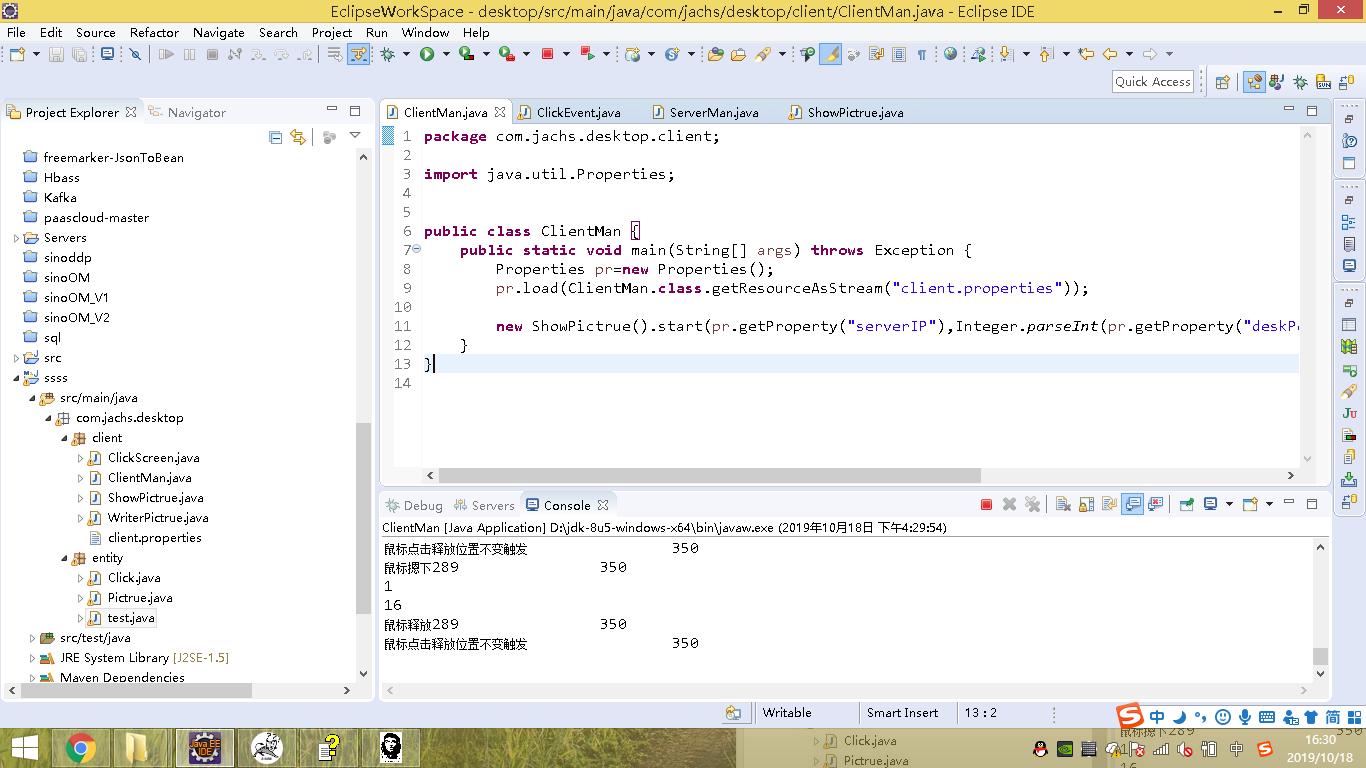 EclipseWorkSpace - desktop/src/main/java/com/jachs/desktop/client/ClientMan.java - Eclipse IDE
File Edit Source Refactor Navigate Search Project Run Window Help
Quick Access
Project Explorer Navigator
freemarker-JsonToBean
Hbass
Kafka
paascloud-master
Servers
sinoddp
sinoOM
sinoOM_V1
sinoOM_V2
sql
src
ssss
src/main/java
com.jachs.desktop
client
ClickScreen.java
ClientMan.java
ShowPictrue.java
WriterPictrue.java
client.properties
entity
Click.java
Pictrue.java
test.java
src/test/java
JRE System Library [J2SE-1.5]
Maven Dependencies
ClientMan.java ClickEvent.java ServerMan.java ShowPictrue.java
1 package com.jachs.desktop.client;
2
3 import java.util.Properties;
4
5
6 public class ClientMan {
7 public static void main(String[] args) throws Exception {
8 Properties pr=new Properties();
9 pr.load(ClientMan.class.getResourceAsStream("client.properties"));
10
11 new ShowPictrue().start(pr.getProperty("serverIP"),Integer.parseInt(pr.getProperty("deskPo
12 }
13 }
14
Debug Servers Console
ClientMan [Java Application] D:\jdk-8u5-windows-x64\bin\javaw.exe (2019年10月18日 下午4:29:54)
鼠标点击释放位置不变触发 350
鼠标摁下289 350
1
16
鼠标释放289 350
鼠标点击释放位置不变触发 350
Writable Smart Insert 13 : 2
中 简
Java EE
IDE
Click.java
Pictrue.java
鼠标摁下289 350
16
中
16:30
2019/10/18